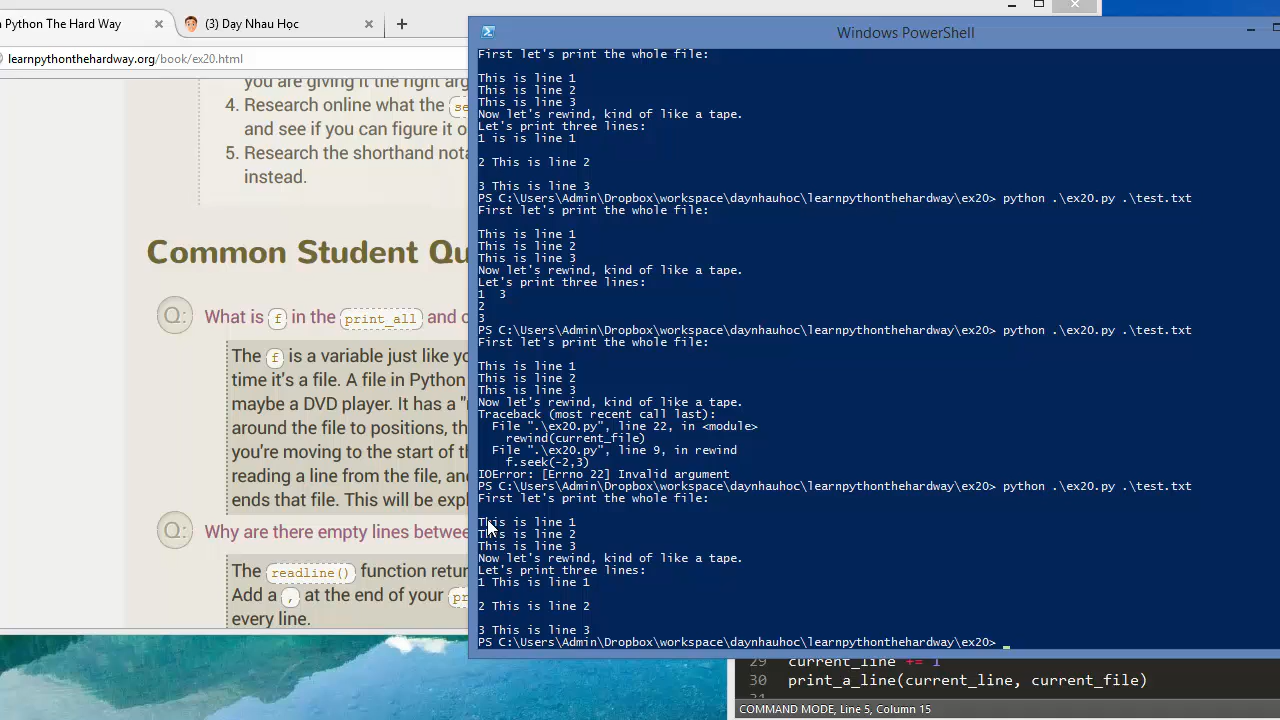 n Python The Hard Way
(3) Dạy Nhau Học
learnpythonthehardway.org/book/ex20.html
you are giving it the right arg
4. Research online what the se
and see if you can figure it o
5. Research the shorthand nota
instead.
Common Student Qu
Q: What is f in the print_all and o
The f is a variable just like yo
time it's a file. A file in Python
maybe a DVD player. It has a "r
around the file to positions, th
you're moving to the start of th
reading a line from the file, and
ends that file. This will be expl
Q: Why are there empty lines betwee
The readline() function retur
Add a , at the end of your pr
every line.
Windows PowerShell
First let's print the whole file:
This is line 1
This is line 2
This is line 3
Now let's rewind, kind of like a tape.
Let's print three lines:
1 is is line 1
2 This is line 2
3 This is line 3
PS C:\Users\Admin\Dropbox\workspace\daynhauhoc\learnpythonthehardway\ex20> python .\ex20.py .\test.txt
First let's print the whole file:
This is line 1
This is line 2
This is line 3
Now let's rewind, kind of like a tape.
Let's print three lines:
1  3
2
3
PS C:\Users\Admin\Dropbox\workspace\daynhauhoc\learnpythonthehardway\ex20> python .\ex20.py .\test.txt
First let's print the whole file:
This is line 1
This is line 2
This is line 3
Now let's rewind, kind of like a tape.
Traceback (most recent call last):
File ".\ex20.py", line 22, in <module>
rewind(current_file)
File ".\ex20.py", line 9, in rewind
f.seek(-2,3)
IOError: [Errno 22] Invalid argument
PS C:\Users\Admin\Dropbox\workspace\daynhauhoc\learnpythonthehardway\ex20> python .\ex20.py .\test.txt
First let's print the whole file:
This is line 1
This is line 2
This is line 3
Now let's rewind, kind of like a tape.
Let's print three lines:
1 This is line 1
2 This is line 2
3 This is line 3
PS C:\Users\Admin\Dropbox\workspace\daynhauhoc\learnpythonthehardway\ex20>
29 current_line += 1
30 print_a_line(current_line, current_file)
COMMAND MODE, Line 5, Column 15